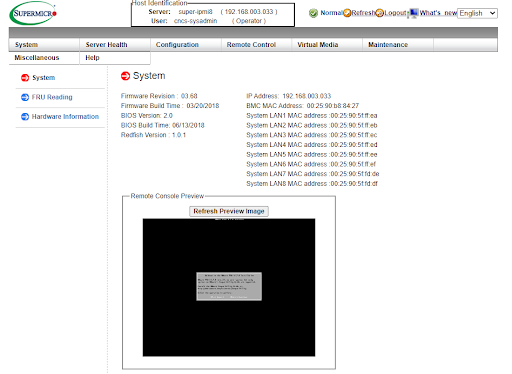 SUPERMICR
Host Identification
Server: super-ipmi8 ( 192.168.003.033 )
User: cncs-sysadmin ( Operator )
Normal Refresh Logout What's new English
System Server Health Configuration Remote Control Virtual Media Maintenance
Miscellaneous Help
System
FRU Reading
Hardware Information
System
Firmware Revision : 03.68
Firmware Build Time : 03/20/2018
BIOS Version: 2.0
BIOS Build Time: 06/13/2018
Redfish Version : 1.0.1
IP Address: 192.168.003.033
BMC MAC Address: 00:25:90:b8:84:27
System LAN1 MAC address :00:25:90:5f:ff:ea
System LAN2 MAC address :00:25:90:5f:ff:eb
System LAN3 MAC address :00:25:90:5f:ff:ec
System LAN4 MAC address :00:25:90:5f:ff:ed
System LAN5 MAC address :00:25:90:5f:ff:ee
System LAN6 MAC address :00:25:90:5f:ff:ef
System LAN7 MAC address :00:25:90:5f:fd:de
System LAN8 MAC address :00:25:90:5f:fd:df
Remote Console Preview
Refresh Preview Image